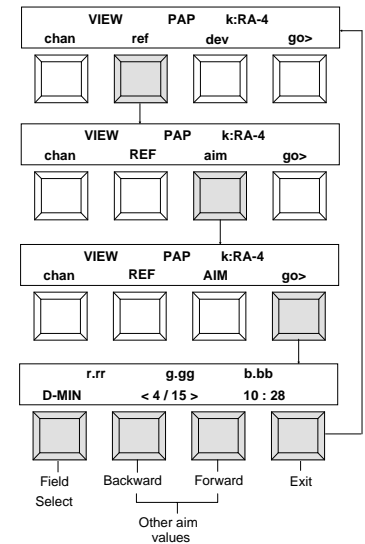 VIEW PAP k:RA-4
chan ref dev go>
VIEW PAP k:RA-4
chan REF aim go>
VIEW PAP k:RA-4
chan REF AIM go>
r.rr g.gg b.bb
D-MIN < 4 / 15 > 10 : 28
Field Select
Backward Forward
Exit
Other aim
values